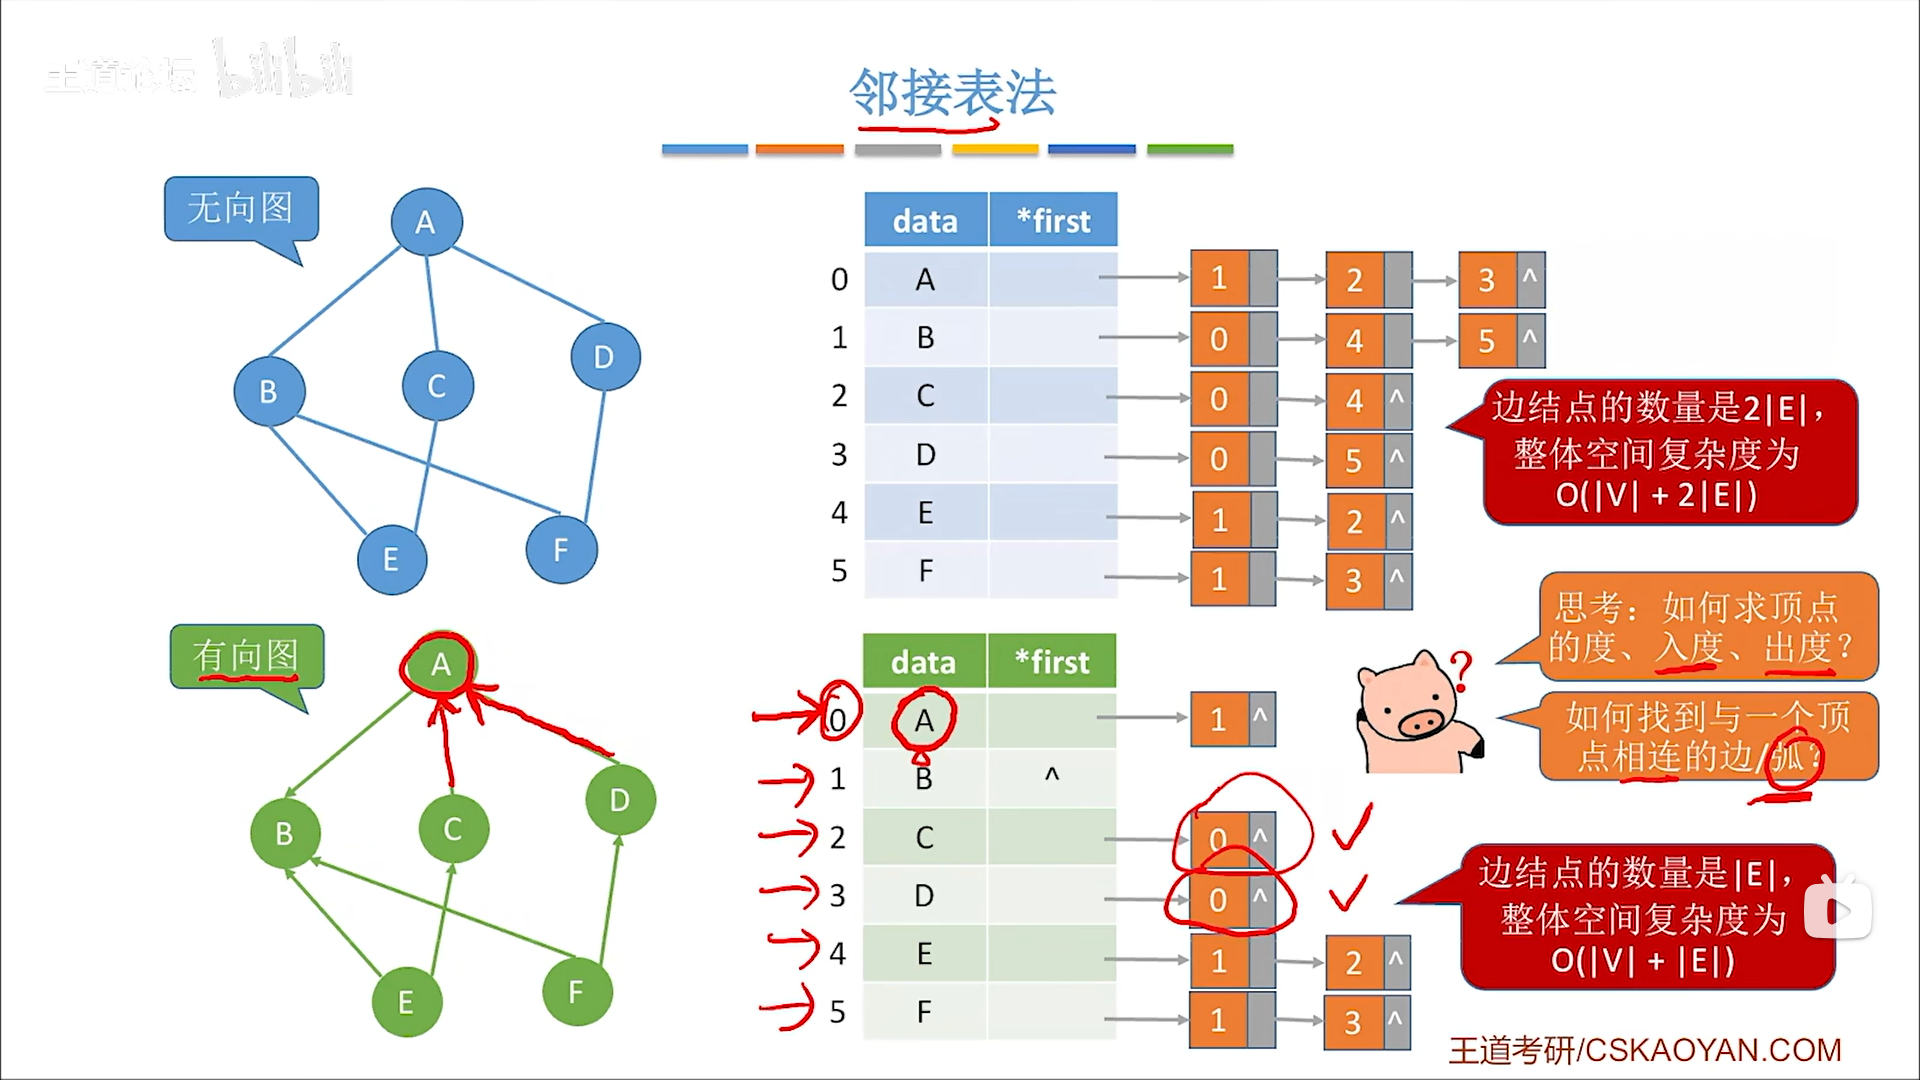 王道论坛 bilibili
邻接表法
无向图
A
B
C
D
E
F
data *first
0 A 1 2 3 ^
1 B 0 4 5 ^
2 C 0 4 ^
3 D 0 5 ^
4 E 1 2 ^
5 F 1 3 ^
边结点的数量是2|E|，
整体空间复杂度为
O(|V| + 2|E|)
思考：如何求顶点
的度、入度、出度？
如何找到与一个顶
点相连的边/弧？
?
有向图
A
B
C
D
E
F
data *first
0 A 1 ^
1 B ^
2 C 0 ^
3 D 0 ^
4 E 1 2 ^
5 F 1 3 ^
边结点的数量是|E|，
整体空间复杂度为
O(|V| + |E|)
王道考研/CSKAOYAN.COM